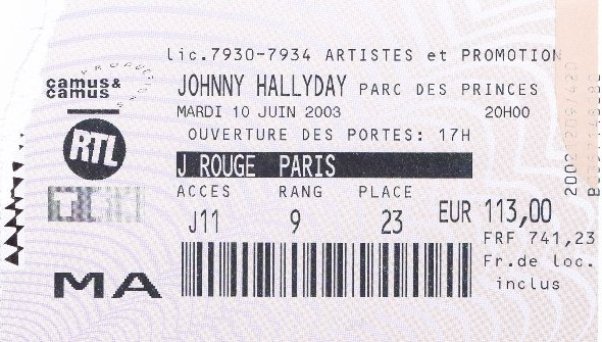 lic.7930-7934 ARTISTES et PROMOTION
camus&
camus
PRODUCTIONS
JOHNNY HALLYDAY PARC DES PRINCES
MARDI 10 JUIN 2003 20H00
OUVERTURE DES PORTES: 17H
RTL
J ROUGE PARIS
ACCES RANG PLACE
J11 9 23 EUR 113,00
FRF 741,23
Fr.de loc.
inclus
MA